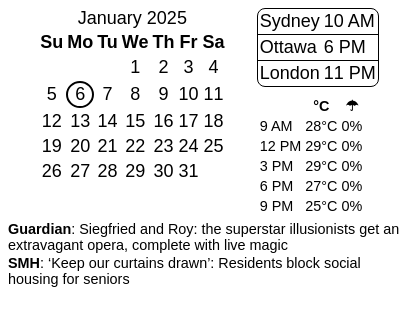 January 2025
Su Mo Tu We Th Fr Sa
1 2 3 4
5 6 7 8 9 10 11
12 13 14 15 16 17 18
19 20 21 22 23 24 25
26 27 28 29 30 31
Sydney 10 AM
Ottawa 6 PM
London 11 PM
°C ☂
9 AM 28°C 0%
12 PM 29°C 0%
3 PM 29°C 0%
6 PM 27°C 0%
9 PM 25°C 0%
Guardian: Siegfried and Roy: the superstar illusionists get an
extravagant opera, complete with live magic
SMH: ‘Keep our curtains drawn’: Residents block social
housing for seniors